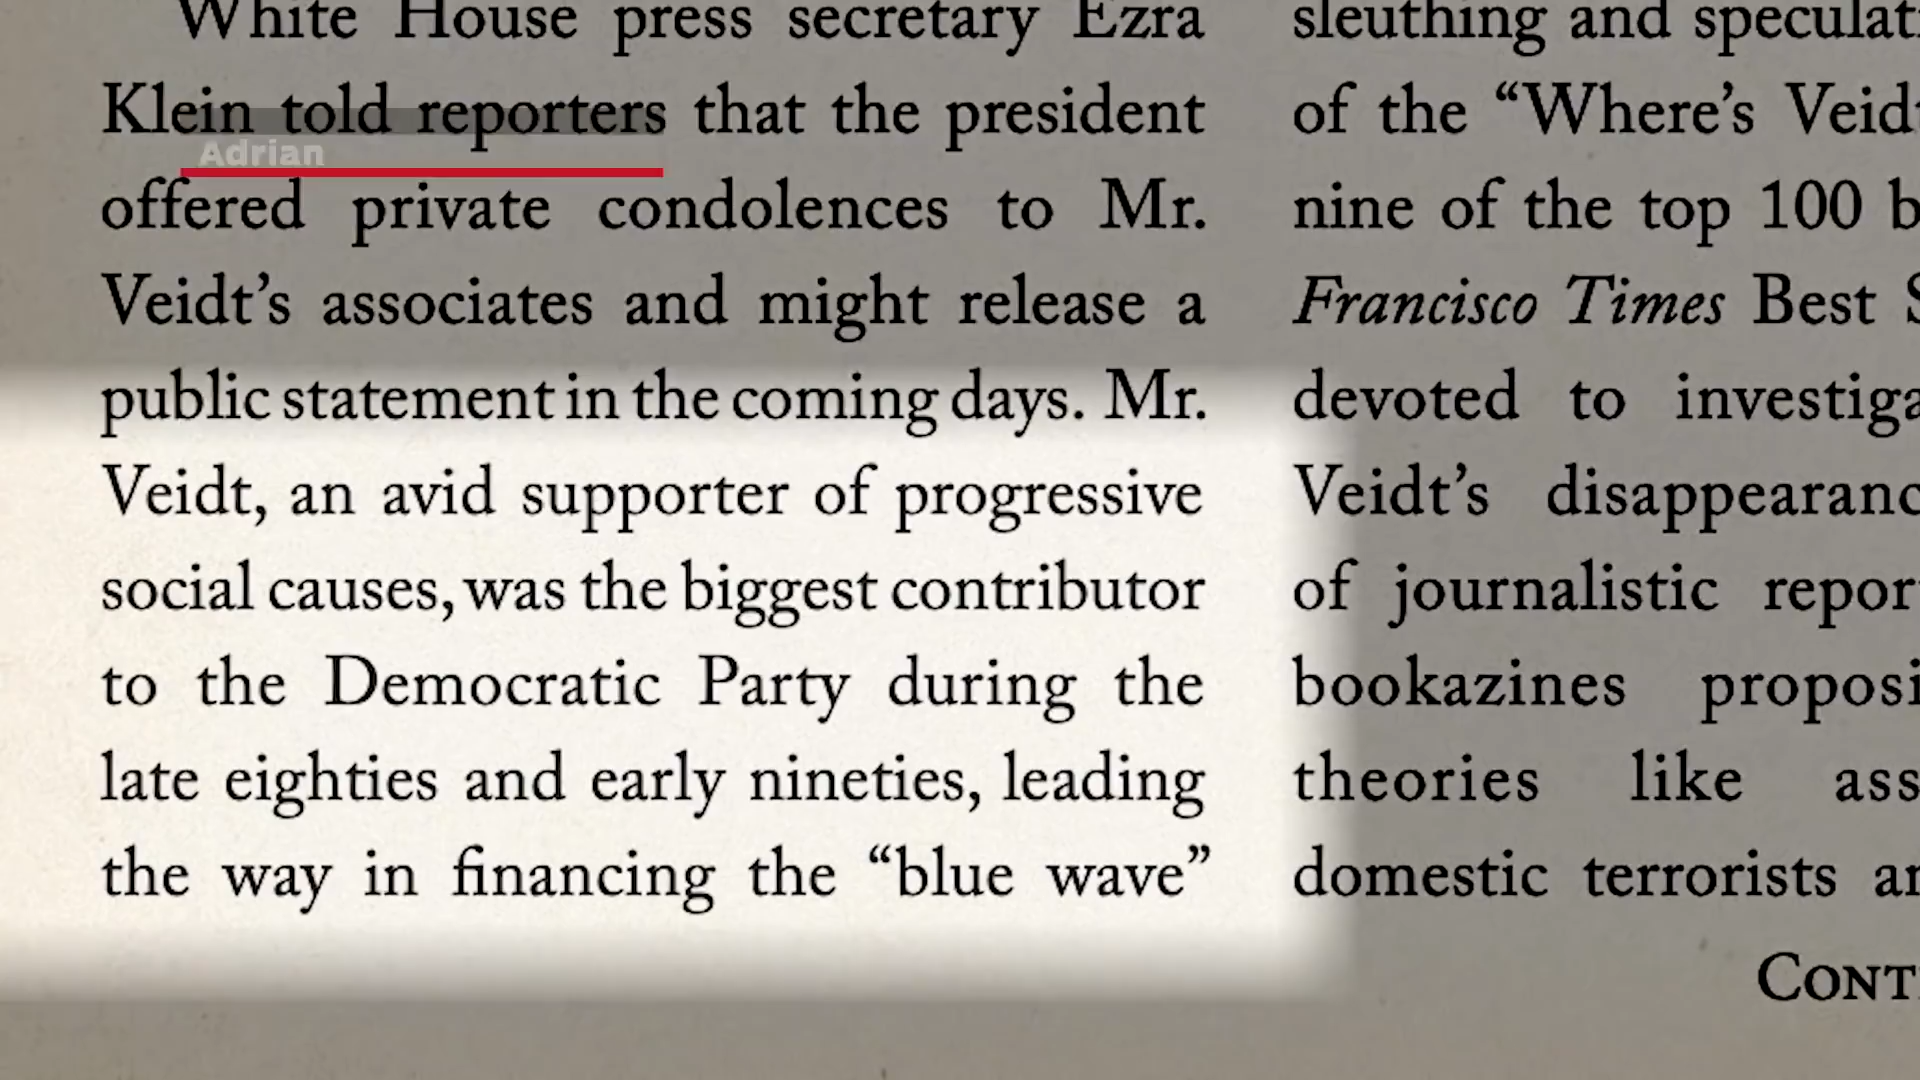 White House press secretary Ezra
Klein told reporters that the president
Adrian
offered private condolences to Mr.
Veidt's associates and might release a
public statement in the coming days. Mr.
Veidt, an avid supporter of progressive
social causes, was the biggest contributor
to the Democratic Party during the
late eighties and early nineties, leading
the way in financing the “blue wave”
sleuthing and speculati
of the “Where's Veidt
nine of the top 100 b
Francisco Times Best S
devoted to investiga
Veidt's disappearanc
of journalistic repor
bookazines proposi
theories like ass
domestic terrorists an
CONT